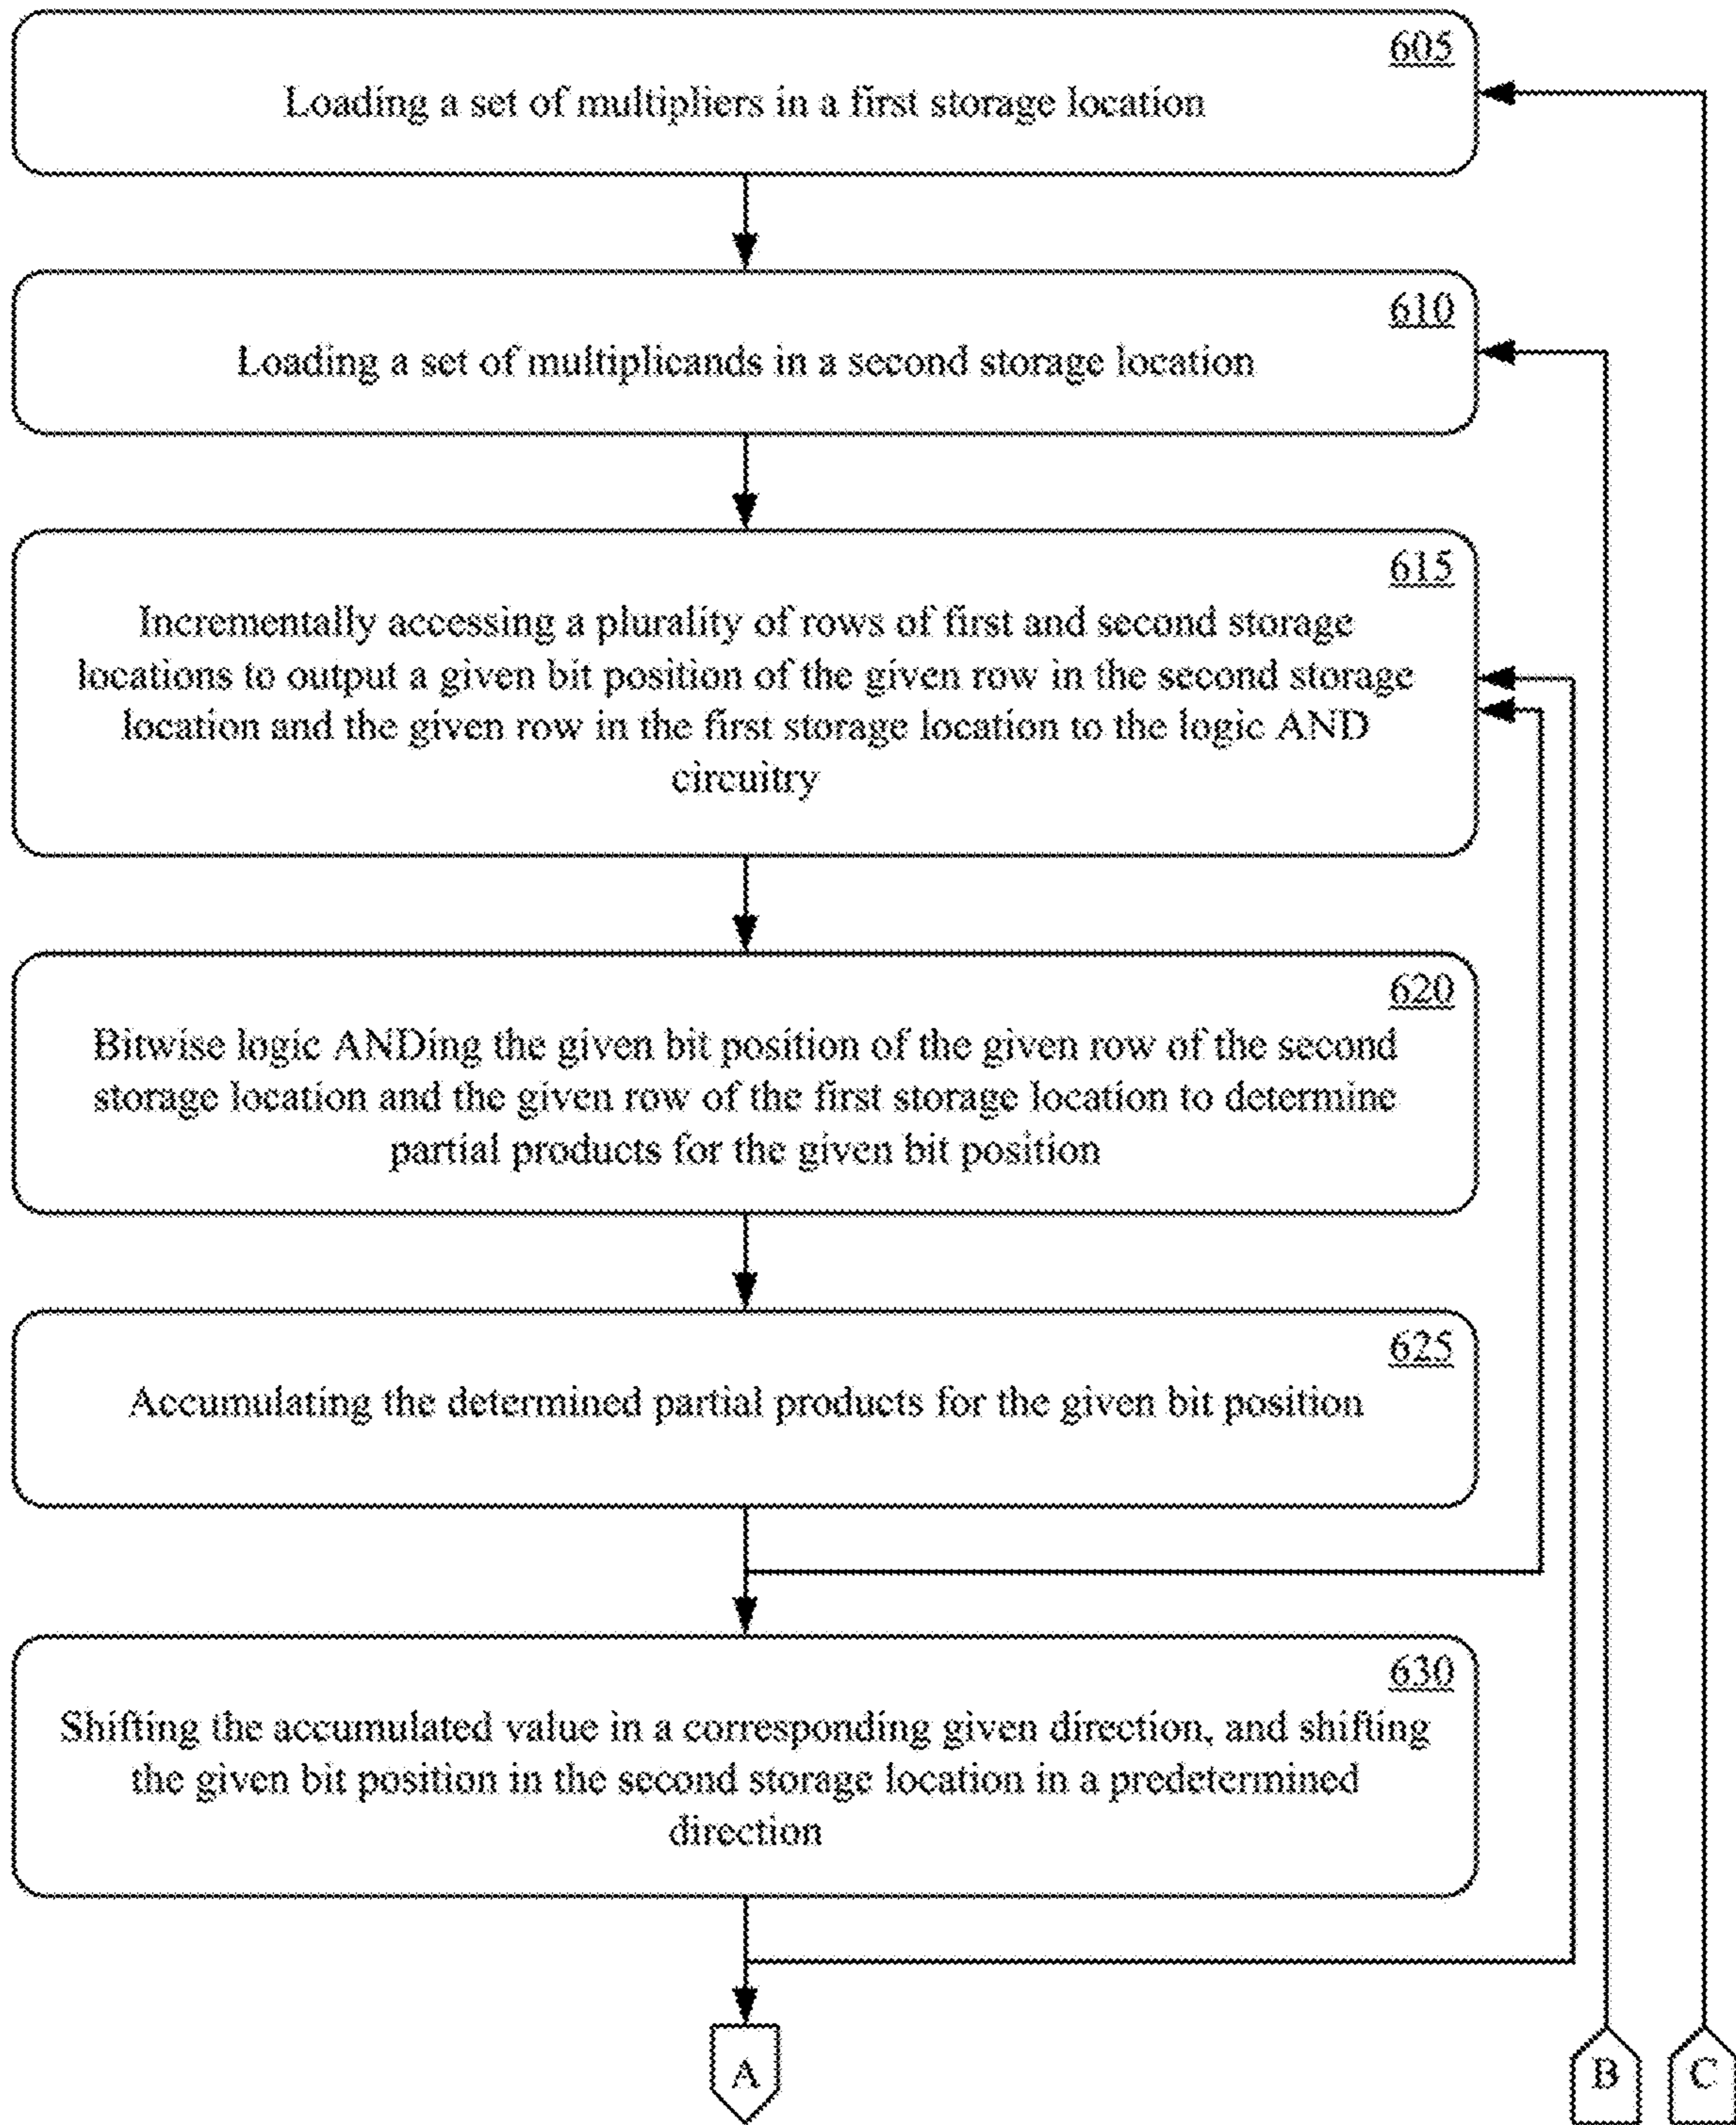 605
Loading a set of multipliers in a first storage location
610
Loading a set of multiplicands in a second storage location
615
Incrementally accessing a plurality of rows of first and second storage
locations to output a given bit position of the given row in the second storage
location and the given row in the first storage location to the logic AND
circuitry
620
Bitwise logic ANDing the given bit position of the given row of the second
storage location and the given row of the first storage location to determine
partial products for the given bit position
625
Accumulating the determined partial products for the given bit position
630
Shifting the accumulated value in a corresponding given direction, and shifting
the given bit position in the second storage location in a predetermined
direction
A
B
C